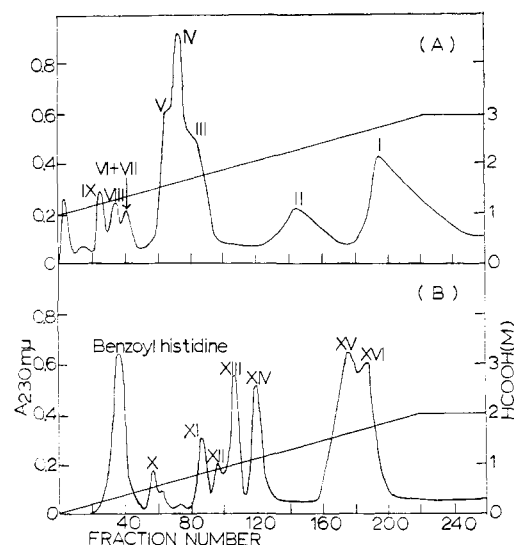 (A)
0.8
0.6
0.4
0.2
0
IV
V
III
VI+VII
IX
VIII
II
I
3
2
1
0
(B)
0.8
0.6
0.4
0.2
0
Benzoyl histidine
X
XI
XII
XIII
XIV
XV
XVI
3
2
1
0
A230mμ
HCOOH(M)
40 80 120 160 200 240
FRACTION NUMBER